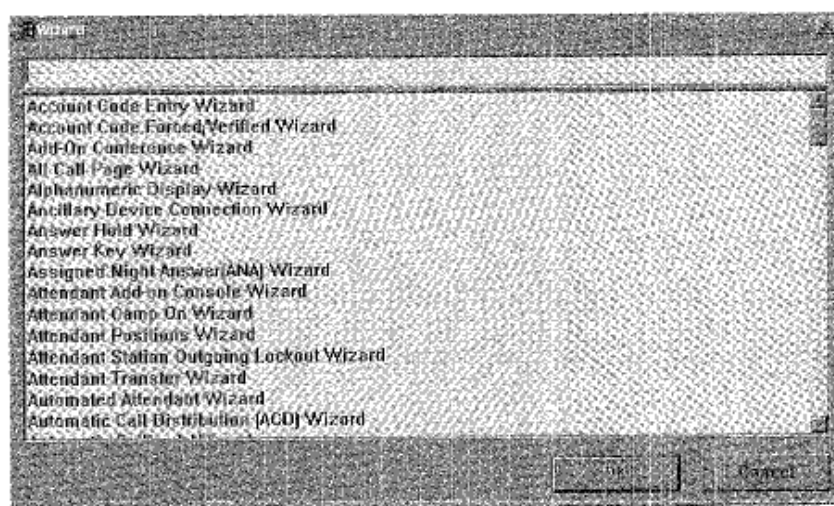 Wizard
Account Code Entry Wizard
Account Code Forced/Verified Wizard
Add-On Conference Wizard
All Call Page Wizard
Alphanumeric Display Wizard
Ancillary Device Connection Wizard
Answer Hold Wizard
Answer Key Wizard
Assigned Night Answer(ANA) Wizard
Attendant Add-on Console Wizard
Attendant Camp On Wizard
Attendant Positions Wizard
Attendant Station Outgoing Lockout Wizard
Attendant Transfer Wizard
Automated Attendant Wizard
Automatic Call Distribution (ACD) Wizard
Cancel